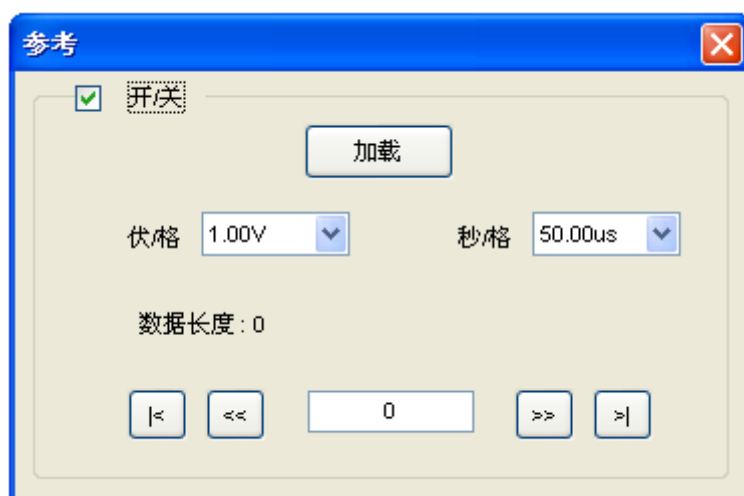 参考
开/关
加载
伏/格 1.00V 秒/格 50.00us
数据长度 : 0
|< << 0 >> >|